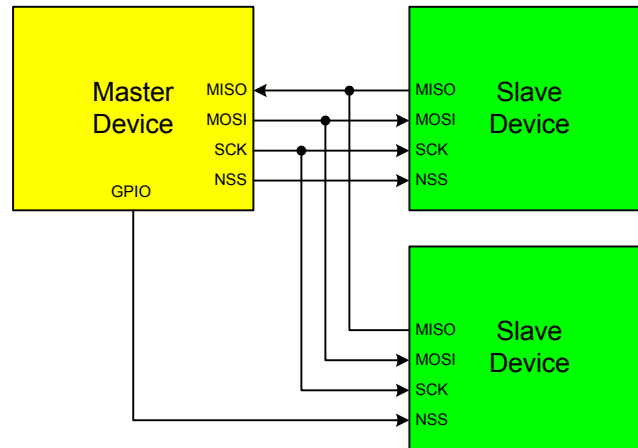 Master
Device
MISO
MOSI
SCK
NSS
GPIO
MISO
MOSI
SCK
NSS
Slave
Device
MISO
MOSI
SCK
NSS
Slave
Device